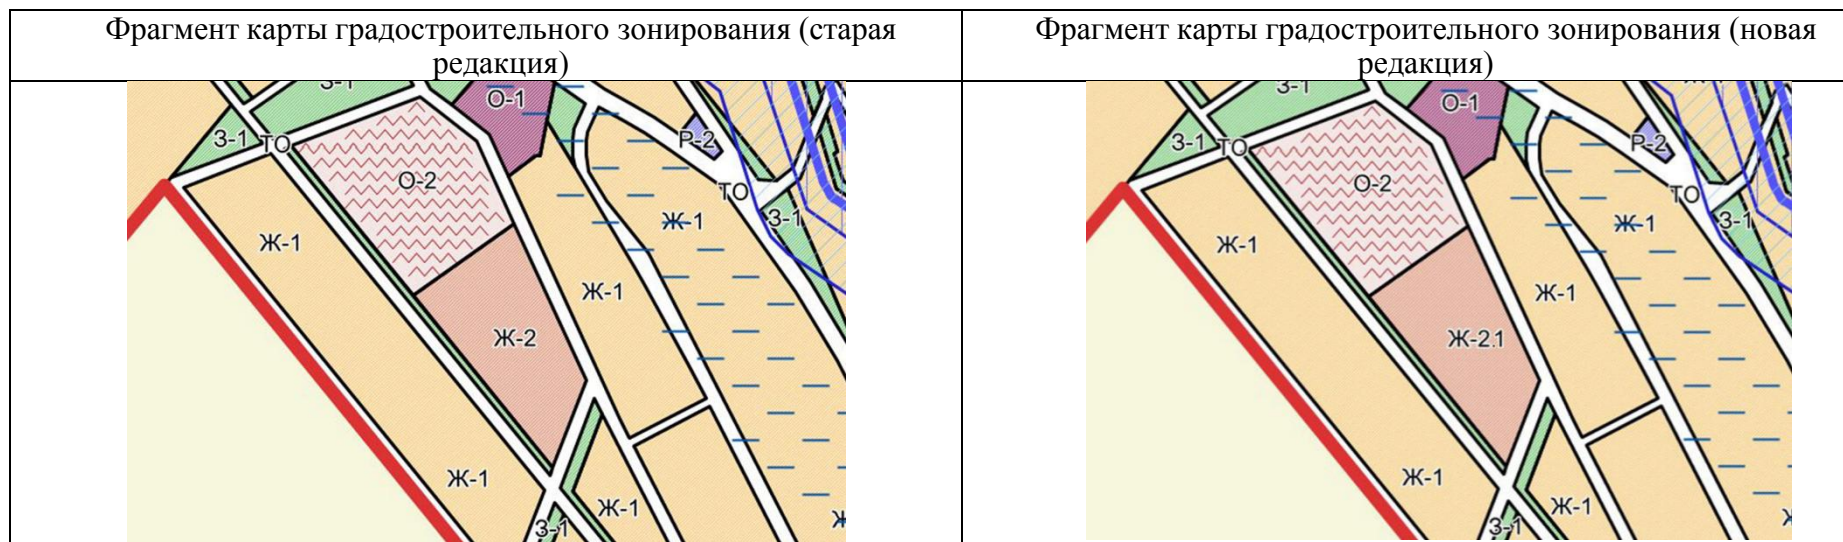 Фрагмент карты градостроительного зонирования (старая
редакция)
Фрагмент карты градостроительного зонирования (новая
редакция)
З-1
О-1
З-1
ТО
Р-2
О-2
ТО
Ж-1
З-1
Ж-1
Ж-1
Ж-2
Ж-1
Ж-1
З-1
З-1
О-1
З-1
ТО
Р-2
О-2
ТО
Ж-1
З-1
Ж-1
Ж-1
Ж-2.1
Ж-1
Ж-1
З-1